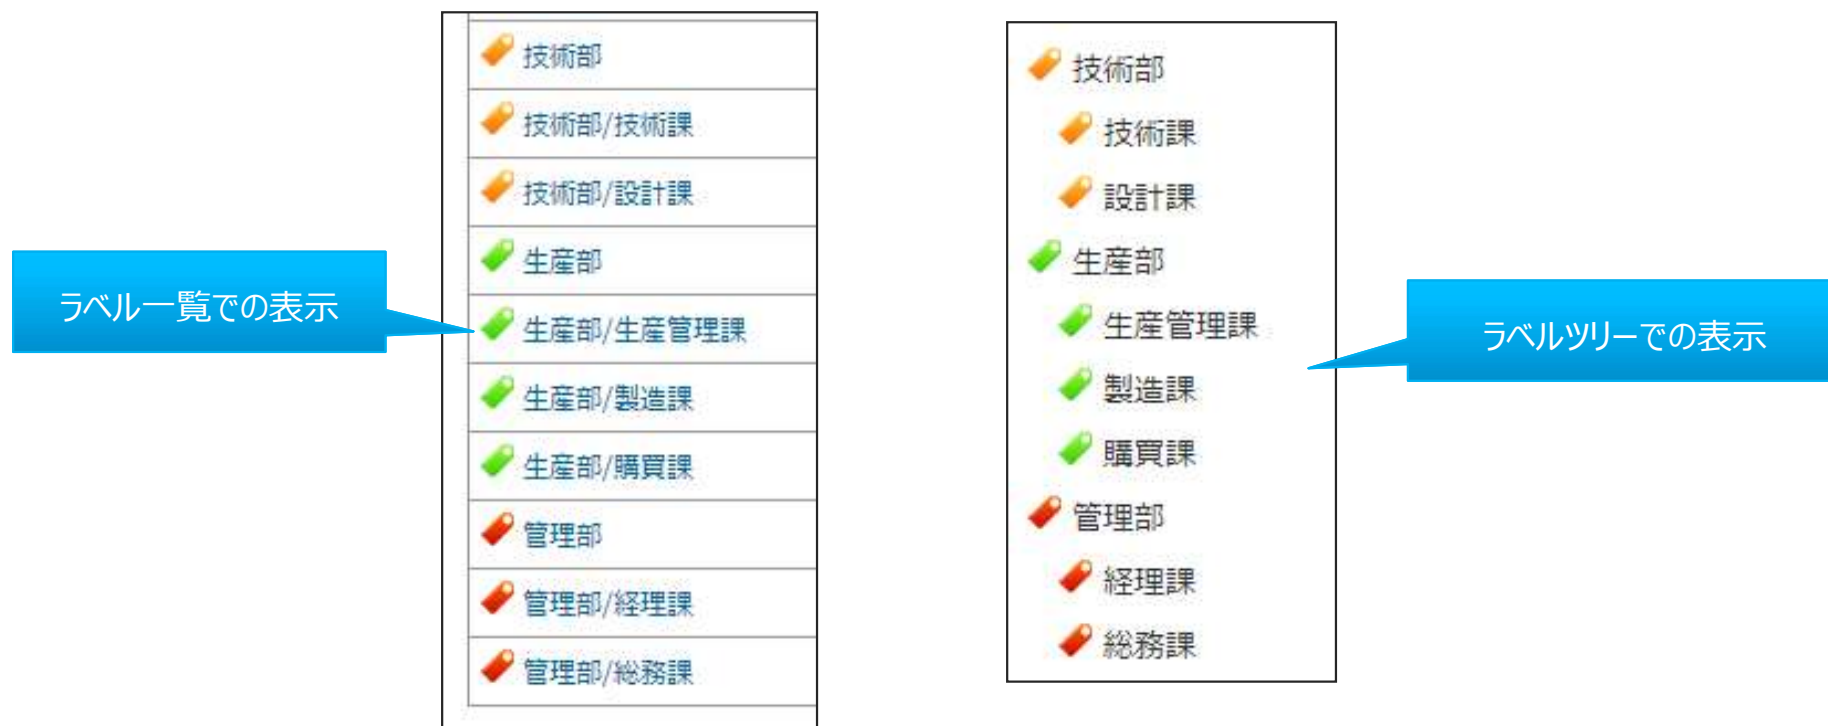 ラベル一覧での表示
技術部
技術部/技術課
技術部/設計課
生産部
生産部/生産管理課
生産部/製造課
生産部/購買課
管理部
管理部/経理課
管理部/総務課
技術部
技術課
設計課
生産部
生産管理課
製造課
購買課
管理部
経理課
総務課
ラベルツリーでの表示